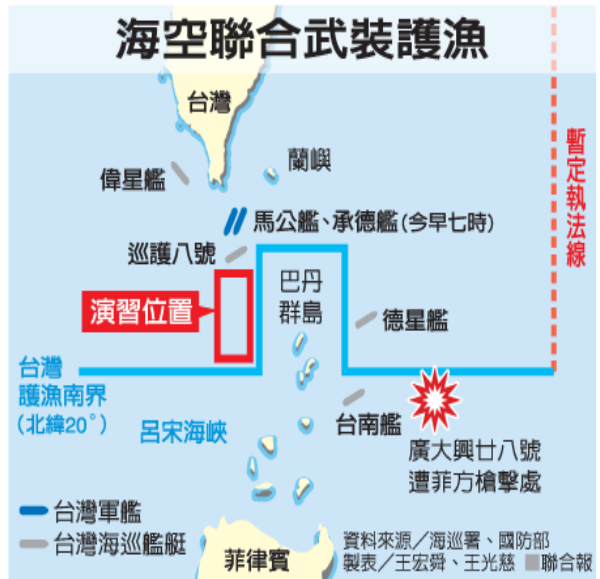 海空聯合武裝護漁
台灣
蘭嶼
偉星艦
馬公艦、承德艦(今早七時)
巡護八號
暫定執法線
演習位置
巴丹
群島
德星艦
台灣
護漁南界
(北緯20°)
呂宋海峽
台南艦
廣大興廿八號
遭菲方槍擊處
台灣軍艦
台灣海巡艦艇
菲律賓
資料來源／海巡署、國防部
製表／王宏舜、王光慈 ■聯合報